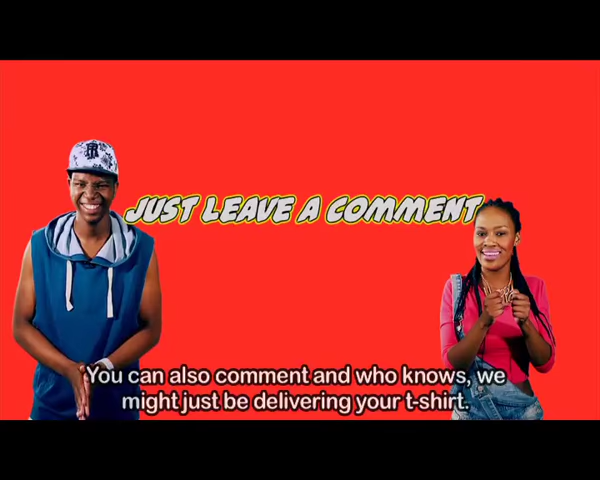 JUST LEAVE A COMMENT
You can also comment and who knows, we
might just be delivering your t-shirt.